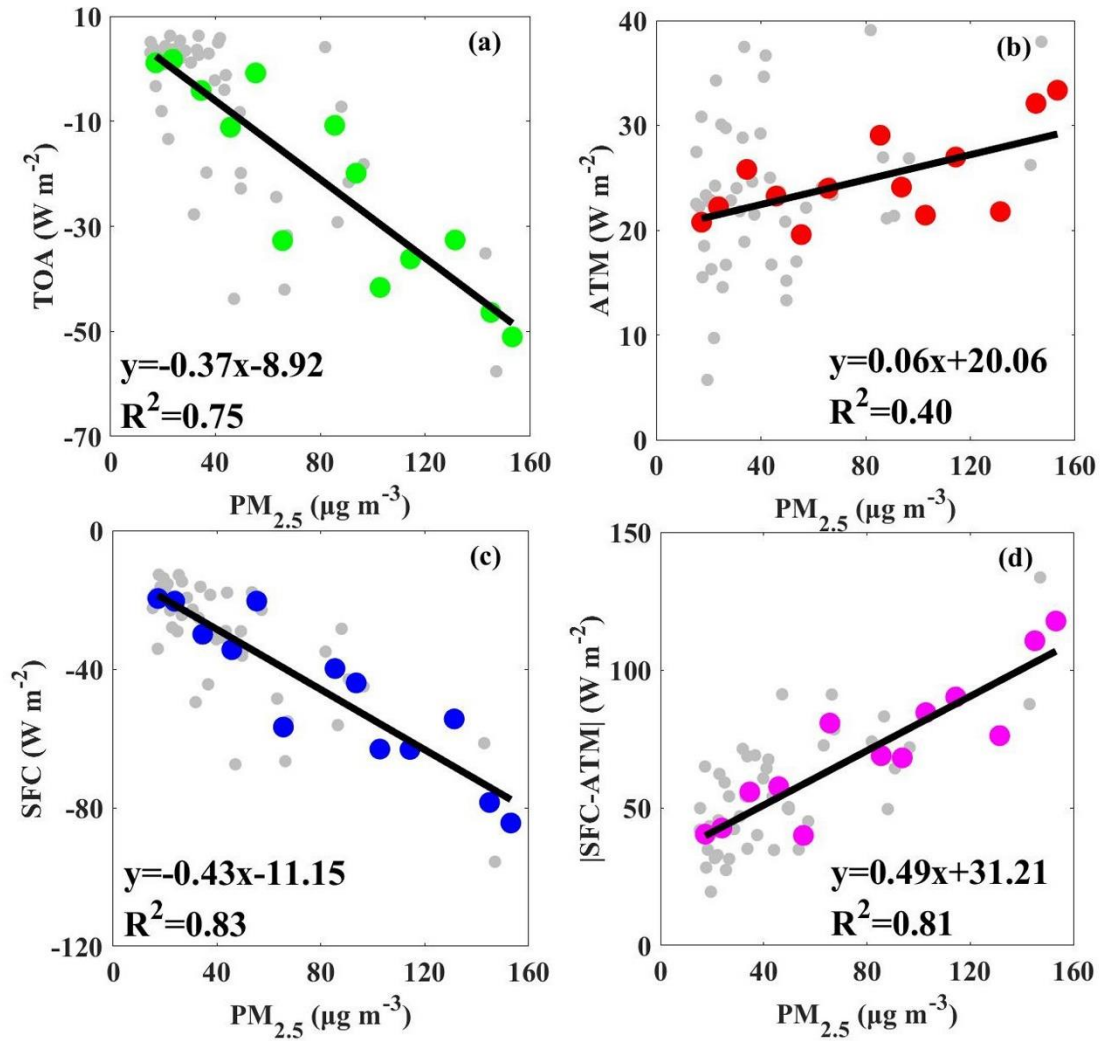 (a)
10
-10
-30
-50
-70
TOA (W m⁻²)
y=-0.37x-8.92
R²=0.75
0 40 80 120 160
PM₂.₅ (µg m⁻³)
(b)
40
30
20
10
0
ATM (W m⁻²)
y=0.06x+20.06
R²=0.40
0 40 80 120 160
PM₂.₅ (µg m⁻³)
(c)
-0
-40
-80
-120
SFC (W m⁻²)
y=-0.43x-11.15
R²=0.83
0 40 80 120 160
PM₂.₅ (µg m⁻³)
(d)
150
100
50
0
|SFC-ATM| (W m⁻²)
y=0.49x+31.21
R²=0.81
0 40 80 120 160
PM₂.₅ (µg m⁻³)